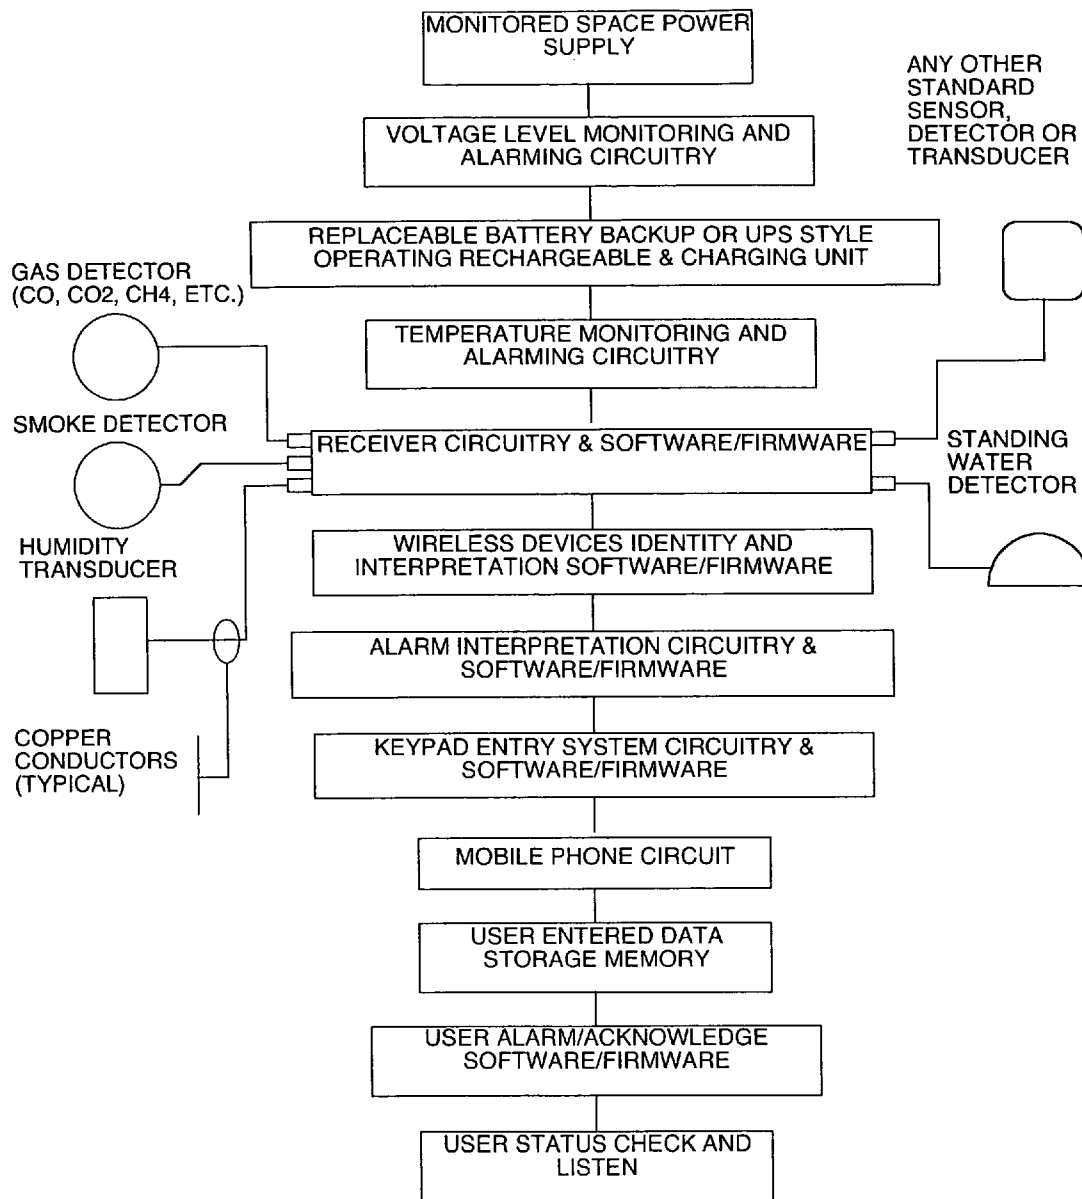 MONITORED SPACE POWER
SUPPLY
ANY OTHER
STANDARD
SENSOR,
DETECTOR OR
TRANSDUCER
VOLTAGE LEVEL MONITORING AND
ALARMING CIRCUITRY
REPLACEABLE BATTERY BACKUP OR UPS STYLE
OPERATING RECHARGEABLE & CHARGING UNIT
GAS DETECTOR
(CO, CO2, CH4, ETC.)
TEMPERATURE MONITORING AND
ALARMING CIRCUITRY
SMOKE DETECTOR
RECEIVER CIRCUITRY & SOFTWARE/FIRMWARE
STANDING
WATER
DETECTOR
HUMIDITY
TRANSDUCER
WIRELESS DEVICES IDENTITY AND
INTERPRETATION SOFTWARE/FIRMWARE
ALARM INTERPRETATION CIRCUITRY &
SOFTWARE/FIRMWARE
COPPER
CONDUCTORS
(TYPICAL)
KEYPAD ENTRY SYSTEM CIRCUITRY &
SOFTWARE/FIRMWARE
MOBILE PHONE CIRCUIT
USER ENTERED DATA
STORAGE MEMORY
USER ALARM/ACKNOWLEDGE
SOFTWARE/FIRMWARE
USER STATUS CHECK AND
LISTEN